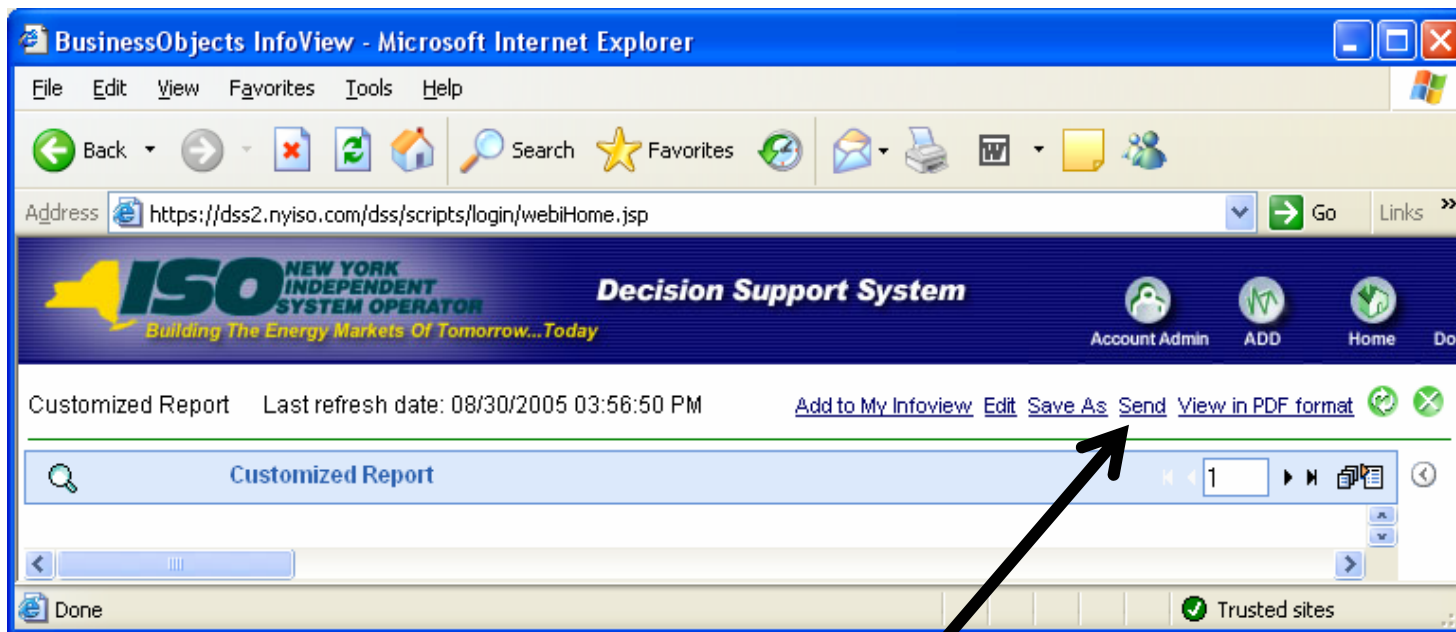 BusinessObjects InfoView - Microsoft Internet Explorer
File Edit View Favorites Tools Help
Back Search Favorites
Address https://dss2.nyiso.com/dss/scripts/login/webiHome.jsp Go Links »
ISO NEW YORK
INDEPENDENT
SYSTEM OPERATOR
Building The Energy Markets Of Tomorrow...Today
Decision Support System
Account Admin ADD Home Do
Customized Report Last refresh date: 08/30/2005 03:56:50 PM Add to My Infoview Edit Save As Send View in PDF format
Customized Report 1
Done Trusted sites